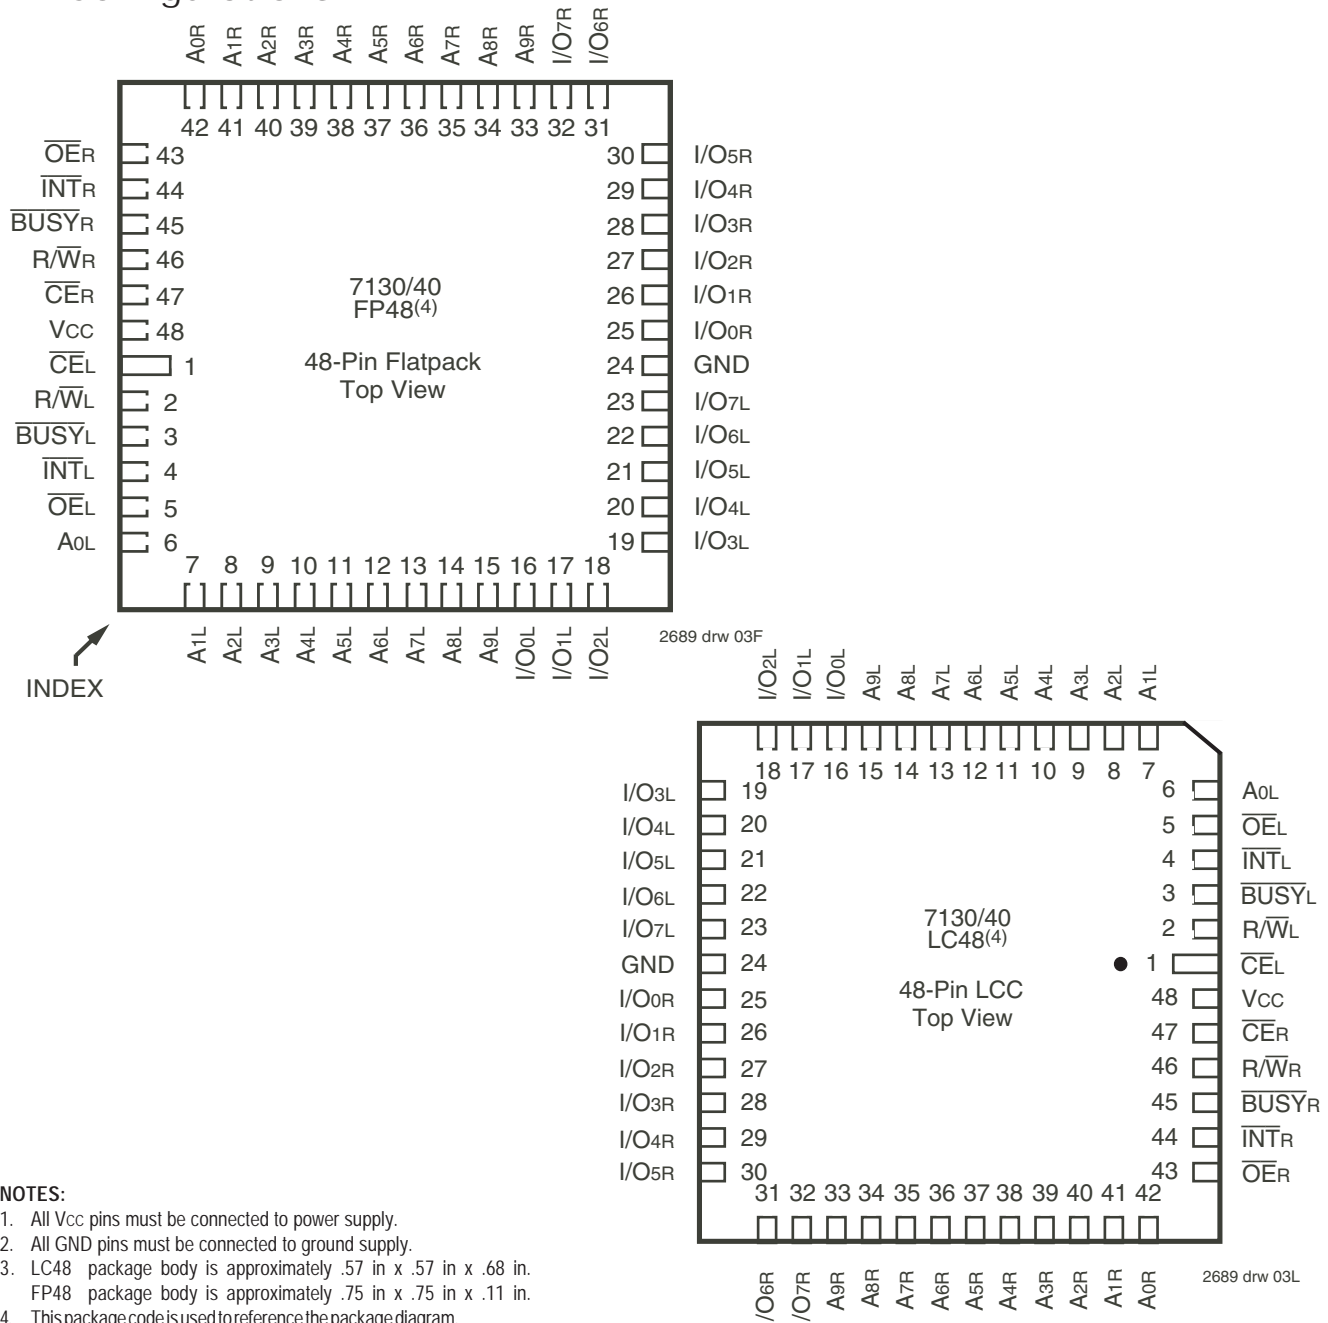 A0R A1R A2R A3R A4R A5R A6R A7R A8R A9R I/O7R I/O6R
42 41 40 39 38 37 36 35 34 33 32 31
OER 43 30 I/O5R
INTR 44 29 I/O4R
BUSYR 45 28 I/O3R
R/WR 46 27 I/O2R
CER 47 26 I/O1R
VCC 48 25 I/O0R
CEL 1 24 GND
R/WL 2 23 I/O7L
BUSYL 3 22 I/O6L
INTL 4 21 I/O5L
OEL 5 20 I/O4L
A0L 6 19 I/O3L
7130/40
FP48(4)
48-Pin Flatpack
Top View
7 8 9 10 11 12 13 14 15 16 17 18
A1L A2L A3L A4L A5L A6L A7L A8L A9L I/O0L I/O1L I/O2L
INDEX
2689 drw 03F
I/O2L I/O1L I/O0L A9L A8L A7L A6L A5L A4L A3L A2L A1L
18 17 16 15 14 13 12 11 10 9 8 7
I/O3L 19 6 A0L
I/O4L 20 5 OEL
I/O5L 21 4 INTL
I/O6L 22 3 BUSYL
I/O7L 23 2 R/WL
GND 24 1 CEL
I/O0R 25 48 VCC
I/O1R 26 47 CER
I/O2R 27 46 R/WR
I/O3R 28 45 BUSYR
I/O4R 29 44 INTR
I/O5R 30 43 OER
7130/40
LC48(4)
48-Pin LCC
Top View
31 32 33 34 35 36 37 38 39 40 41 42
/O6R /O7R A9R A8R A7R A6R A5R A4R A3R A2R A1R A0R
2689 drw 03L
NOTES:
1. All Vcc pins must be connected to power supply.
2. All GND pins must be connected to ground supply.
3. LC48 package body is approximately .57 in x .57 in x .68 in.
FP48 package body is approximately .75 in x .75 in x .11 in.
4. This package code is used to reference the package diagram